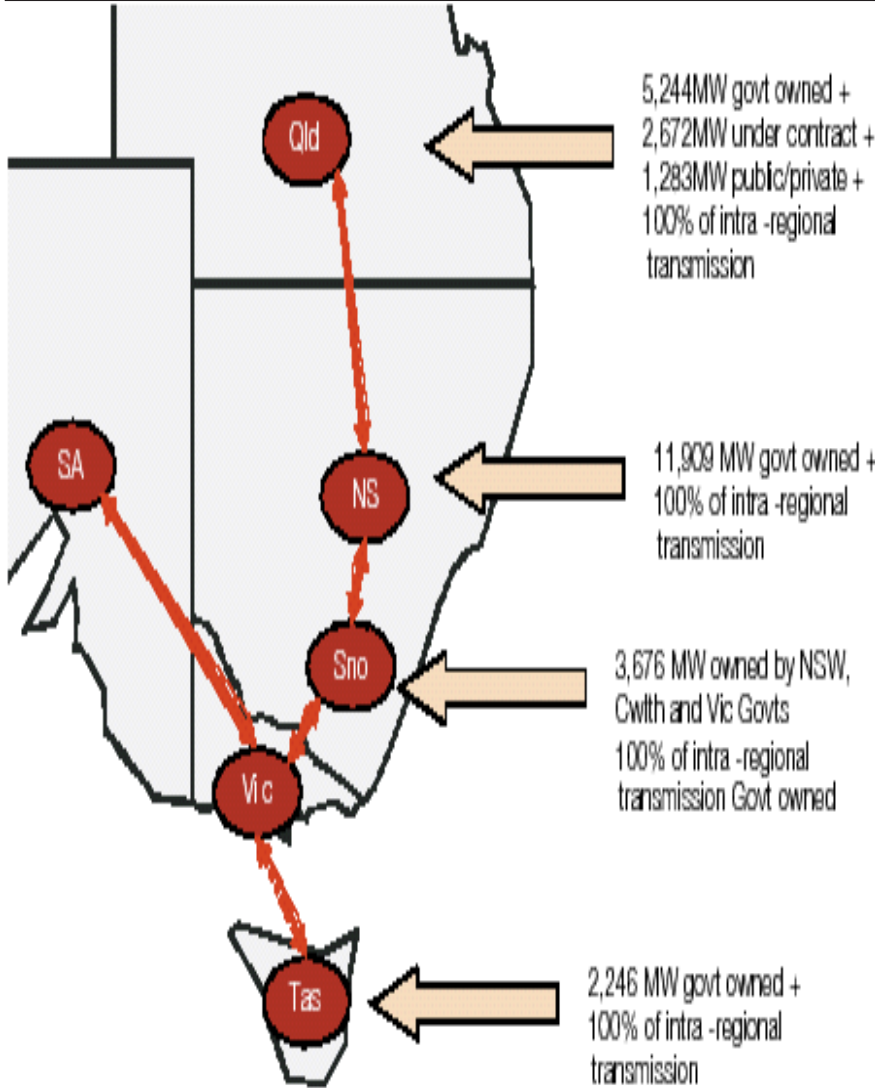 Qld
5,244MW govt owned +
2,672MW under contract +
1,283MW public/private +
100% of intra -regional
transmission
SA
NS
11,909 MW govt owned +
100% of intra -regional
transmission
Sno
3,676 MW owned by NSW,
Cwlth and Vic Govts
100% of intra -regional
transmission Govt owned
Vic
Tas
2,246 MW govt owned +
100% of intra -regional
transmission